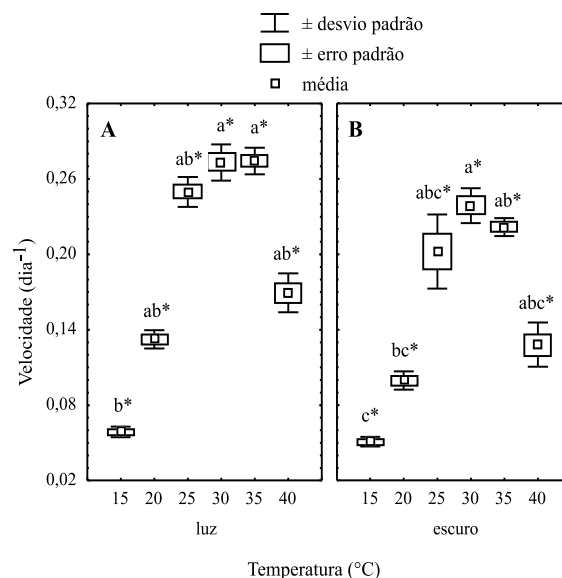 ± desvio padrão
± erro padrão
média
0,32
0,26
0,20
0,14
0,08
0,02
Velocidade (dia-1)
A
b*
ab*
ab*
a*
a*
ab*
15 20 25 30 35 40
luz
B
c*
bc*
abc*
a*
ab*
abc*
15 20 25 30 35 40
escuro
Temperatura (°C)